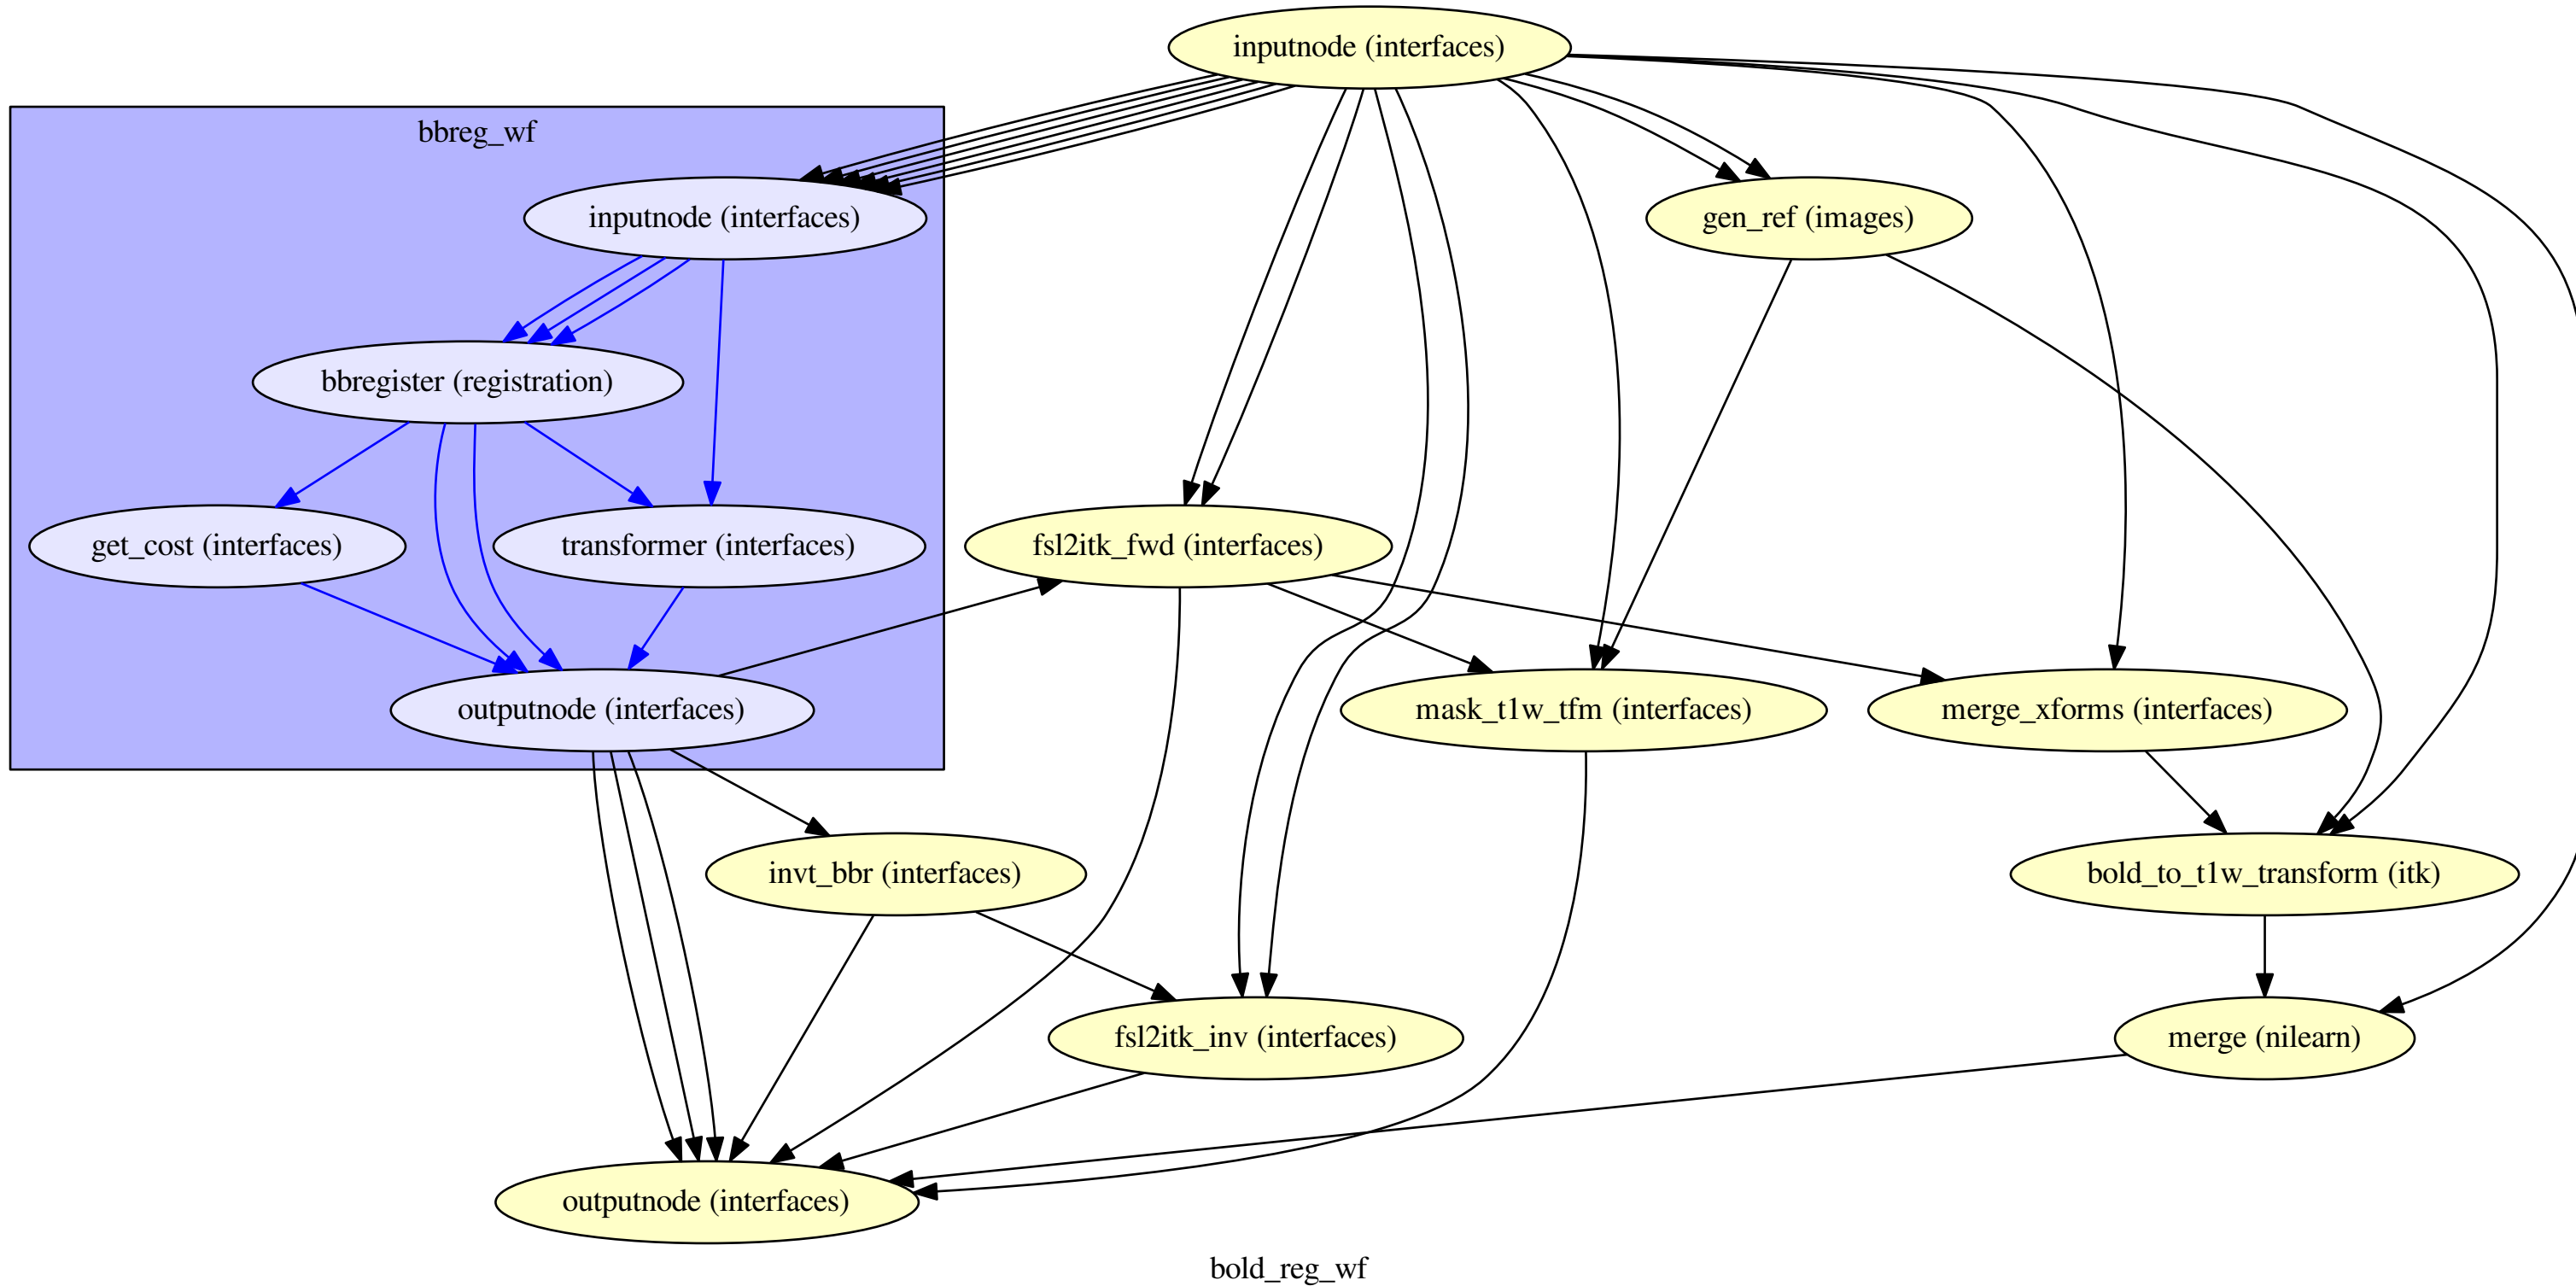 inputnode (interfaces)
bbreg_wf
inputnode (interfaces)
gen_ref (images)
bbregister (registration)
get_cost (interfaces)
transformer (interfaces)
fsl2itk_fwd (interfaces)
outputnode (interfaces)
mask_t1w_tfm (interfaces)
merge_xforms (interfaces)
invt_bbr (interfaces)
bold_to_t1w_transform (itk)
fsl2itk_inv (interfaces)
merge (nilearn)
outputnode (interfaces)
bold_reg_wf